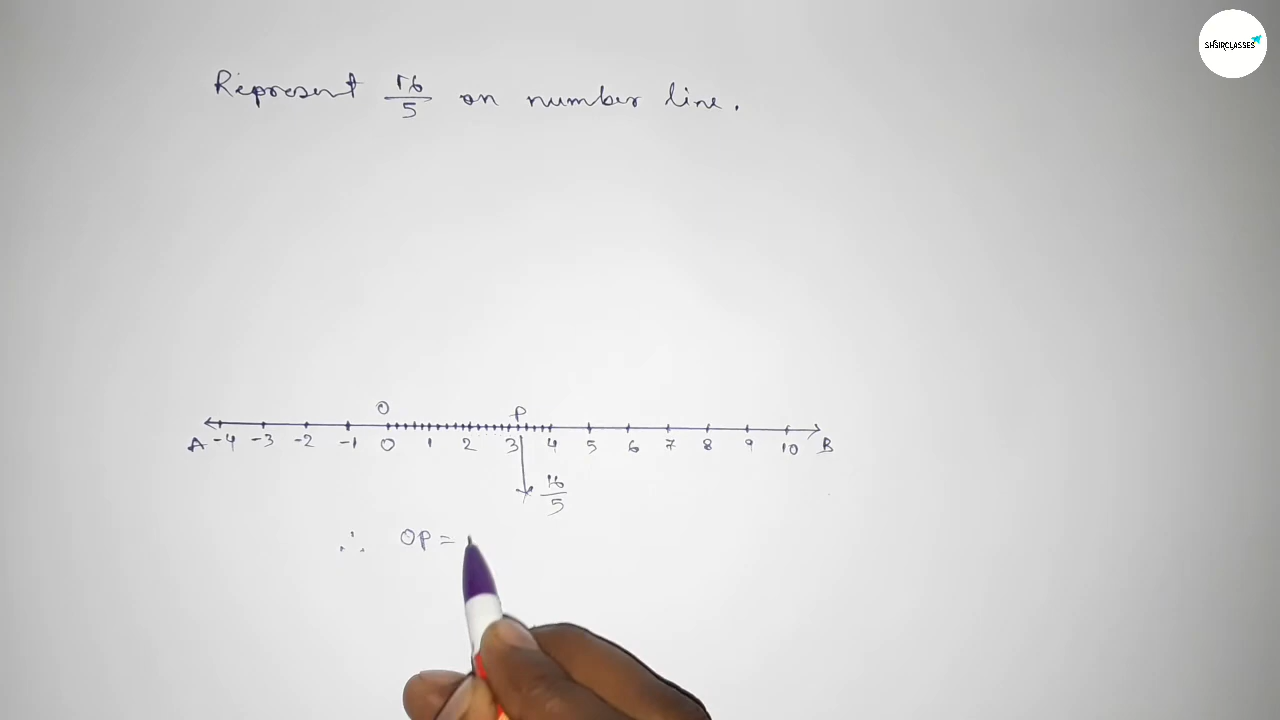 SHSIRCLASSES
Represent 16/5 on number line.
O P
A -4 -3 -2 -1 0 1 2 3 4 5 6 7 8 9 10 B
16/5
∴ OP =